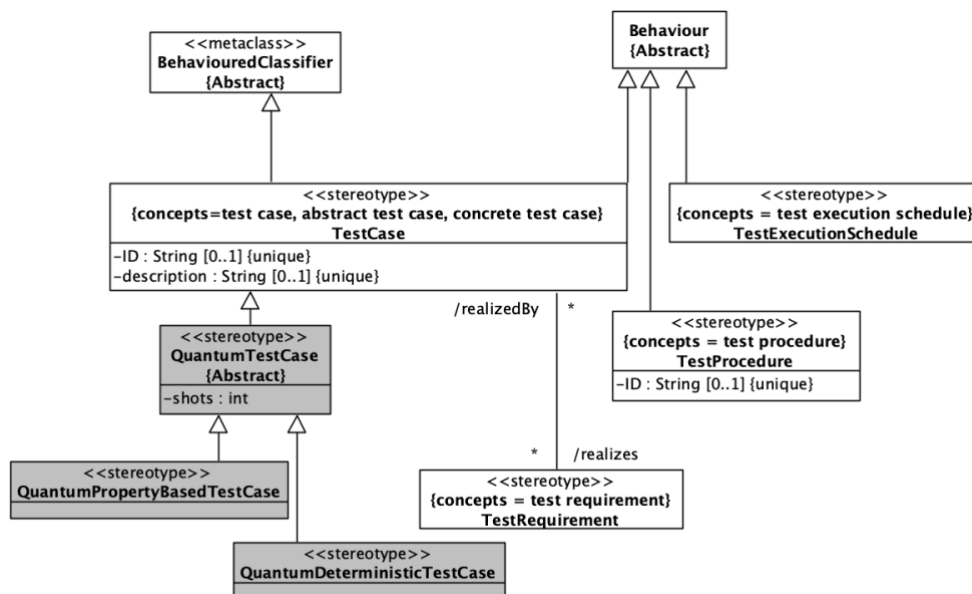 <<metaclass>>
BehaviouredClassifier
{Abstract}
Behaviour
{Abstract}
<<stereotype>>
{concepts=test case, abstract test case, concrete test case}
TestCase
-ID : String [0..1] {unique}
-description : String [0..1] {unique}
<<stereotype>>
{concepts = test execution schedule}
TestExecutionSchedule
/realizedBy *
<<stereotype>>
QuantumTestCase
{Abstract}
-shots : int
<<stereotype>>
{concepts = test procedure}
TestProcedure
-ID : String [0..1] {unique}
* /realizes
<<stereotype>>
QuantumPropertyBasedTestCase
<<stereotype>>
{concepts = test requirement}
TestRequirement
<<stereotype>>
QuantumDeterministicTestCase